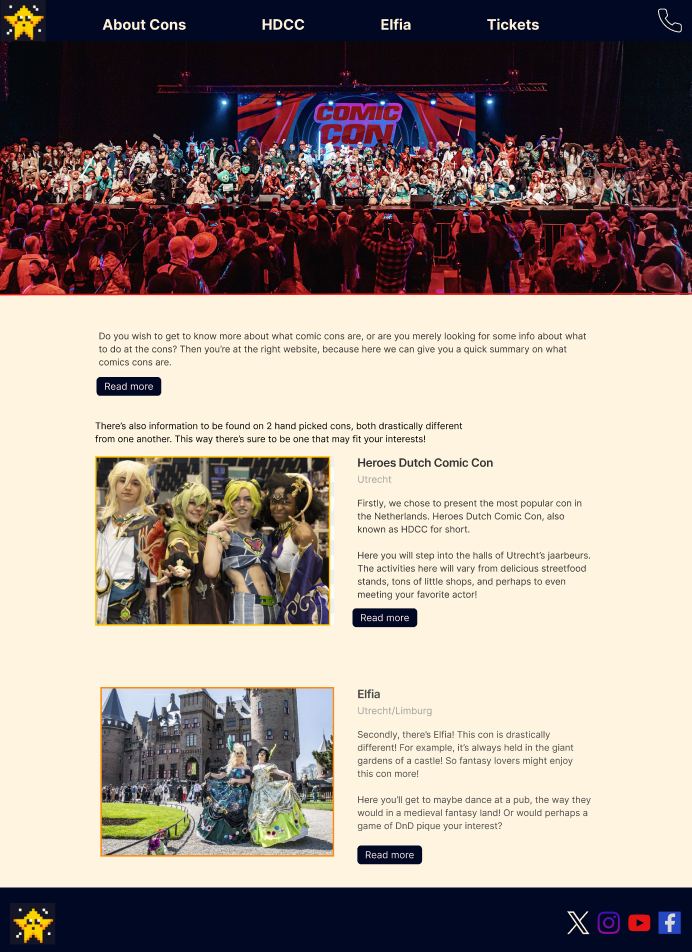 About Cons HDCC Elfia Tickets
COMIC
CON
Do you wish to get to know more about what comic cons are, or are you merely looking for some info about what
to do at the cons? Then you're at the right website, because here we can give you a quick summary on what
comics cons are.
Read more
There's also information to be found on 2 hand picked cons, both drastically different
from one another. This way there's sure to be one that may fit your interests!
Heroes Dutch Comic Con
Utrecht
Firstly, we chose to present the most popular con in
the Netherlands. Heroes Dutch Comic Con, also
known as HDCC for short.
Here you will step into the halls of Utrecht's jaarbeurs.
The activities here will vary from delicious streetfood
stands, tons of little shops, and perhaps to even
meeting your favorite actor!
Read more
Elfia
Utrecht/Limburg
Secondly, there's Elfia! This con is drastically
different! For example, it's always held in the giant
gardens of a castle! So fantasy lovers might enjoy
this con more!
Here you'll get to maybe dance at a pub, the way they
would in a medieval fantasy land! Or would perhaps a
game of DnD pique your interest?
Read more